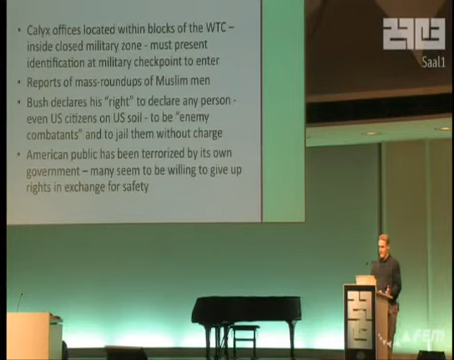 • Calyx offices located within blocks of the WTC –
inside closed military zone - must present
identification at military checkpoint to enter
• Reports of mass-roundups of Muslim men
• Bush declares his "right" to declare any person -
even US citizens on US soil - to be "enemy
combatants" and to jail them without charge
• American public has been terrorized by its own
government – many seem to be willing to give up
rights in exchange for safety
Saal1
FEM